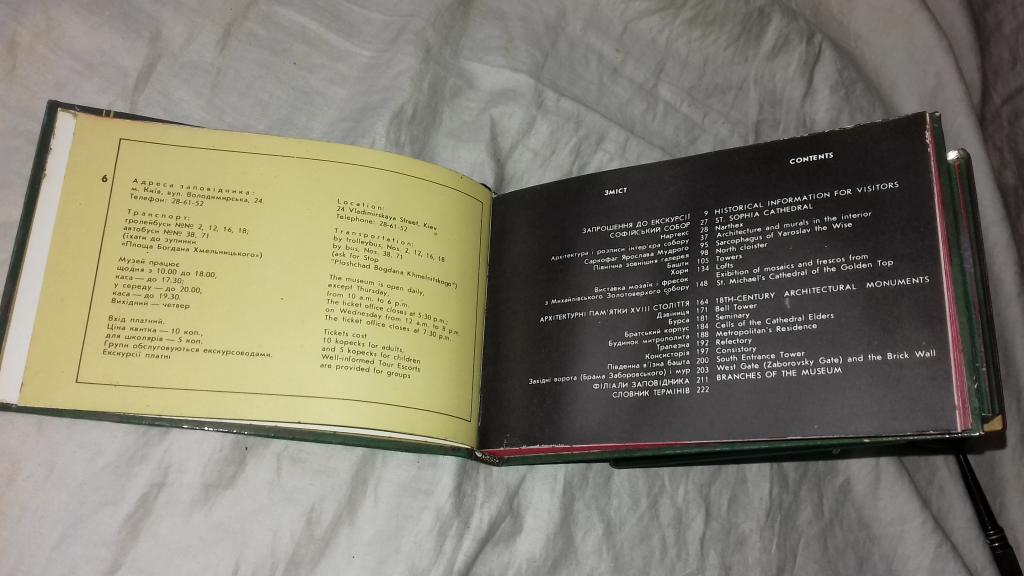 6
Адреса заповідника:
м. Київ, вул. Володимирська, 24.
Телефон: 28-61-52
Транспорт:
тролейбуси №№ 2, 12, 16, 18;
автобуси №№ 38, 71
(їхати до зупинки
«Площа Богдана Хмельницького»)
Музей працює
щодня з 10.00 до 18.00,
каса — до 17.30;
у середу — до 20.00,
каса — до 19.30.
Вихідний — четвер
Вхід платний.
Ціна квитка — 10 коп.,
для школярів — 5 коп.
Групи обслуговуються екскурсоводами.
Екскурсії платні
Location:
24 Vladimirskaya Street, Kiev
Telephone: 28-61-52
Transportation:
by trolleybus, Nos. 2, 12, 16, 18
by bus, Nos. 38, 71
(ask for Stop
"Ploshchad Bogdana Khmelnitskogo")
The museum is open daily,
except Thursday,
from 10 a.m. to 6 p.m.
The ticket office closes at 5:30 p.m.;
on Wednesday from 12 a.m. to 8 p.m.
The ticket office closes at 7:30 p.m.
Tickets cost
10 kopecks for adults,
and 5 kopecks for children
Well-informed Tour Escorts
are provided for groups
ЗМІСТ CONTENTS
ЗАПРОШЕННЯ ДО ЕКСКУРСІЇ 9 HISTORICAL INFORMATION FOR VISITORS
СОФІЙСЬКИЙ СОБОР 27 ST. SOPHIA CATHEDRAL
Нартекс 28 Narthex
Архітектура і розписи інтер'єра собору 37 Architecture and murals in the interior
Саркофаг Ярослава Мудрого 95 Sarcophagus of Yaroslav the Wise
Північна зовнішня галерея 98 North cloister
Башти 105 Towers
Хори 134 Lofts
Виставка мозаїк і фресок Exibition of mosaics and frescos from
з Михайлівського Золотоверхого собору 148 St. Michael's Cathedral of the Golden Top
АРХІТЕКТУРНІ ПАМ'ЯТКИ XVIII СТОЛІТТЯ 164 18TH-CENTURY ARCHITECTURAL MONUMENTS
Дзвіниця 171 Bell Tower
Бурса 181 Seminary
Братський корпус 184 Cells of the Cathedral Elders
Будинок митрополита 188 Metropolitan's Residence
Трапезна 192 Refectory
Консисторія 197 Consistory
Південна в'їзна башта 200 South Entrance Tower
Західні ворота (Брама Заборовського) і мур 203 West Gate (Zaborovsky Gate) and the Brick Wall
ФІЛІАЛИ ЗАПОВІДНИКА 211 BRANCHES OF THE MUSEUM
СЛОВНИК ТЕРМІНІВ 222